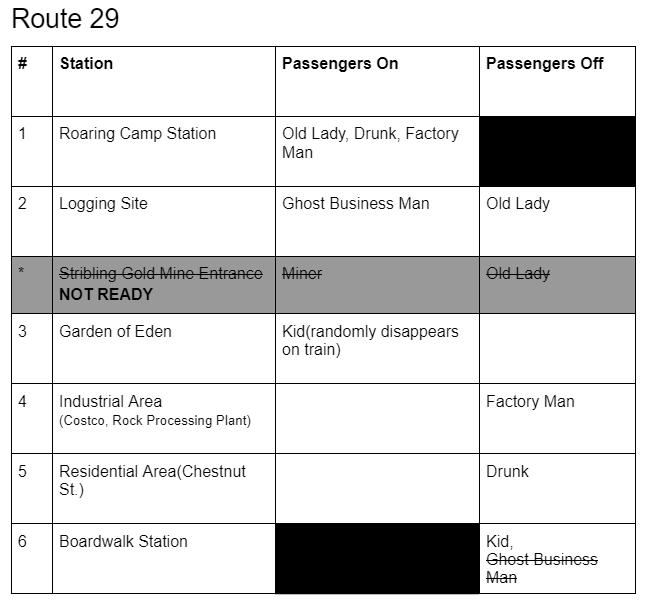 Route 29
# Station Passengers On Passengers Off
1 Roaring Camp Station Old Lady, Drunk, Factory
Man
2 Logging Site Ghost Business Man Old Lady
* Stribling Gold Mine Entrance Miner Old Lady
NOT READY
3 Garden of Eden Kid(randomly disappears
on train)
4 Industrial Area Factory Man
(Costco, Rock Processing Plant)
5 Residential Area(Chestnut Drunk
St.)
6 Boardwalk Station Kid,
Ghost Business
Man